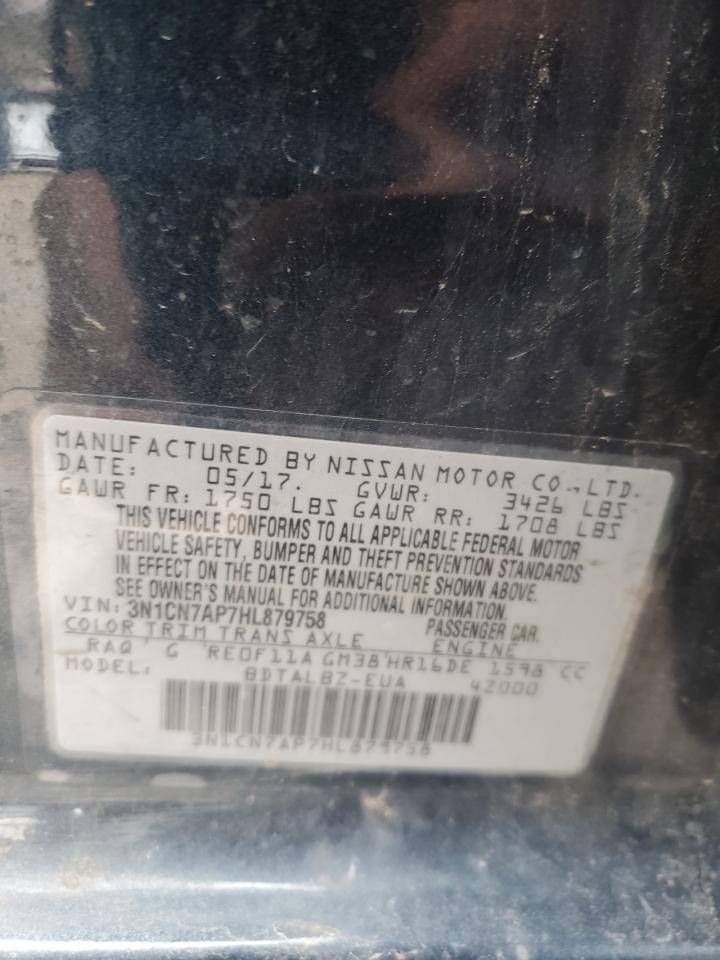 MANUFACTURED BY NISSAN MOTOR CO.,LTD.
DATE: 05/17. GVWR: 3426 LBS
GAWR FR: 1750 LBS GAWR RR: 1708 LBS
THIS VEHICLE CONFORMS TO ALL APPLICABLE FEDERAL MOTOR
VEHICLE SAFETY, BUMPER AND THEFT PREVENTION STANDARDS
IN EFFECT ON THE DATE OF MANUFACTURE SHOWN ABOVE.
SEE OWNER'S MANUAL FOR ADDITIONAL INFORMATION.
VIN: 3N1CN7AP7HL879758 PASSENGER CAR
COLOR TRIM TRANS AXLE ENGINE
RAQ G RE0F11A GM38 HR16DE 1598 CC
MODEL: BDTALBZ-EUA 42000
3N1CN7AP7HL879758